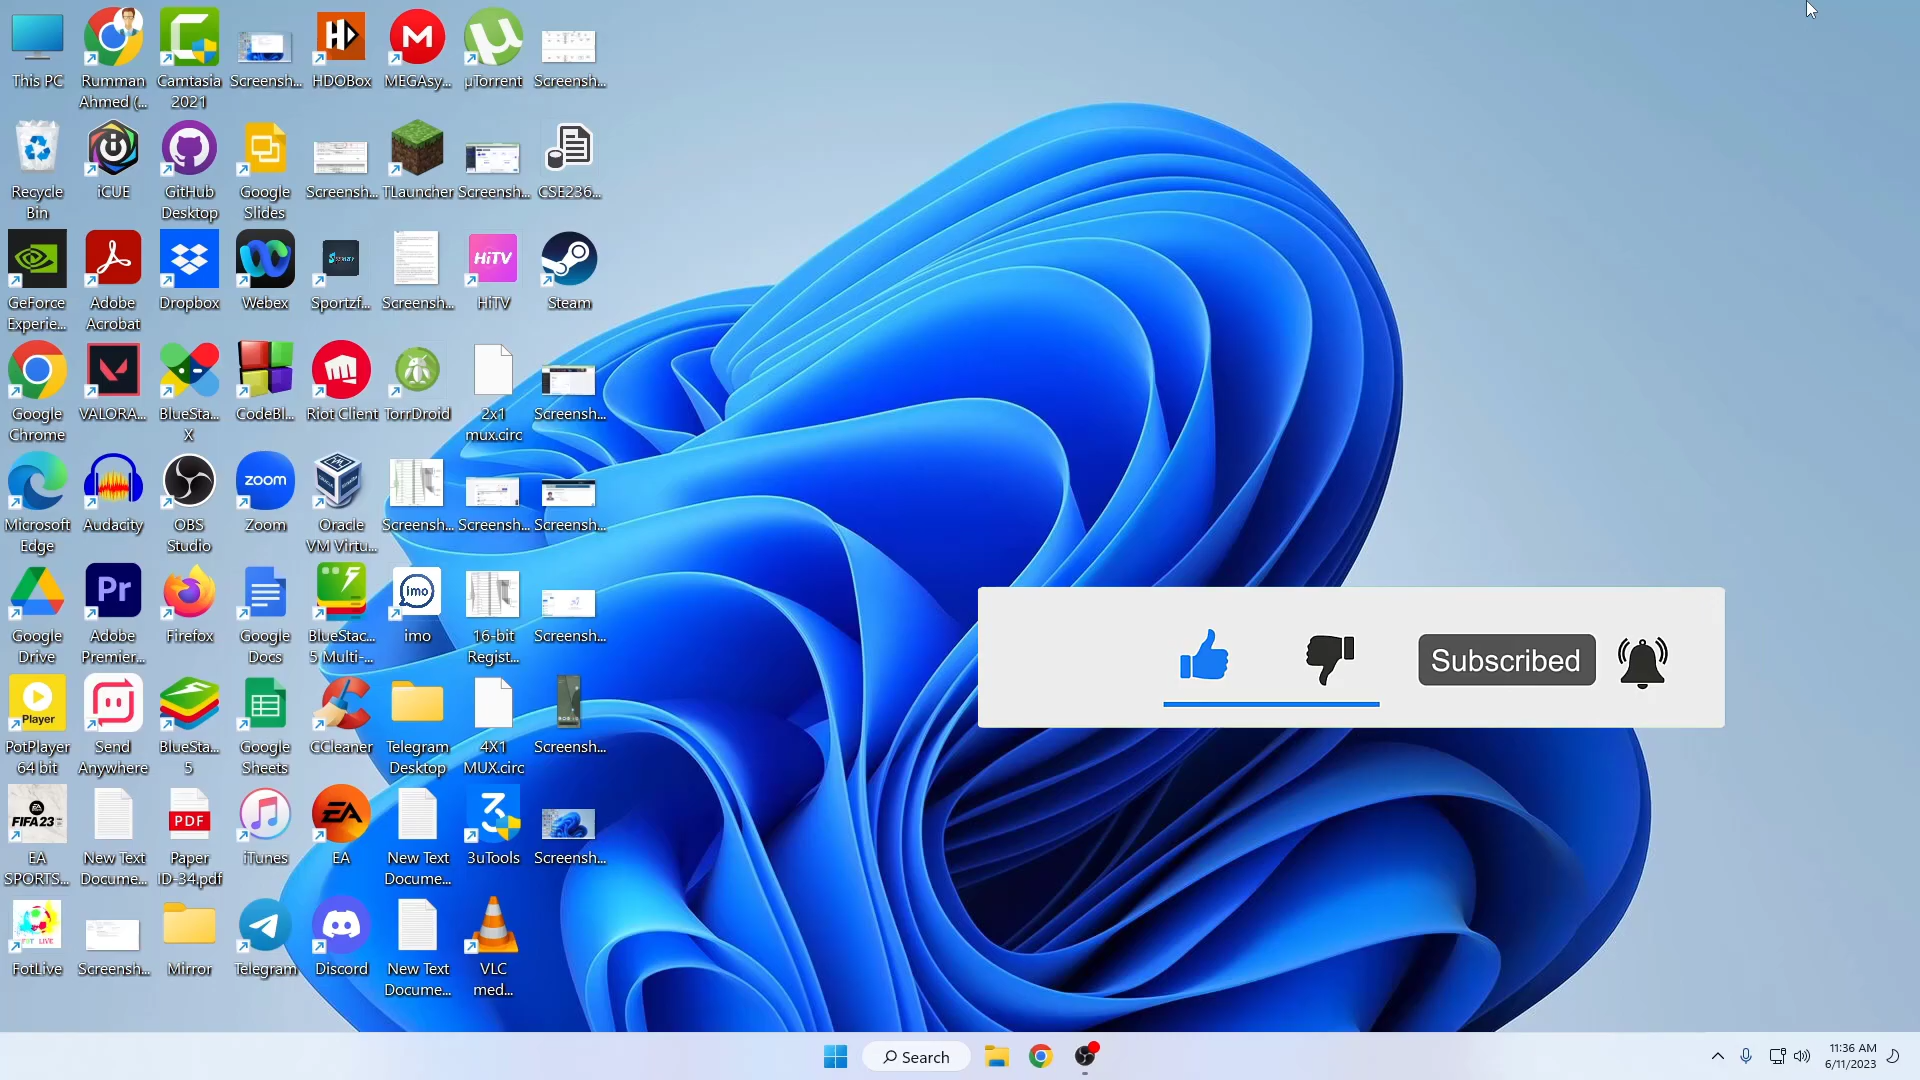 This PC
Rumman
Ahmed (...
Camtasia
2021
Screensh...
HDOBox
MEGAsy...
µTorrent
Screensh...
Recycle
Bin
iCUE
GitHub
Desktop
Google
Slides
Screensh...
TLauncher
Screensh...
CSE236...
HiTV
GeForce
Experie...
Adobe
Acrobat
Dropbox
Webex
Sportzf...
Screensh...
HiTV
Steam
Google
Chrome
VALORA...
BlueSta...
X
CodeBl...
Riot Client
TorrDroid
2x1
mux.circ
Screensh...
zoom
Microsoft
Edge
Audacity
OBS
Studio
Zoom
Oracle
VM Virtu...
Screensh...
Screensh...
Screensh...
Pr
imo
Google
Drive
Adobe
Premier...
Firefox
Google
Docs
BlueStac...
5 Multi-...
imo
16-bit
Regist...
Screensh...
Subscribed
Player
PotPlayer
64 bit
Send
Anywhere
BlueSta...
5
Google
Sheets
CCleaner
Telegram
Desktop
4X1
MUX.circ
Screensh...
FIFA 23
PDF
EA
EA
SPORTS...
New Text
Docume...
Paper
ID-34.pdf
iTunes
EA
New Text
Docume...
3uTools
Screensh...
FotLive
Screensh...
Mirror
Telegram
Discord
New Text
Docume...
VLC
med...
Search
11:36 AM
6/11/2023